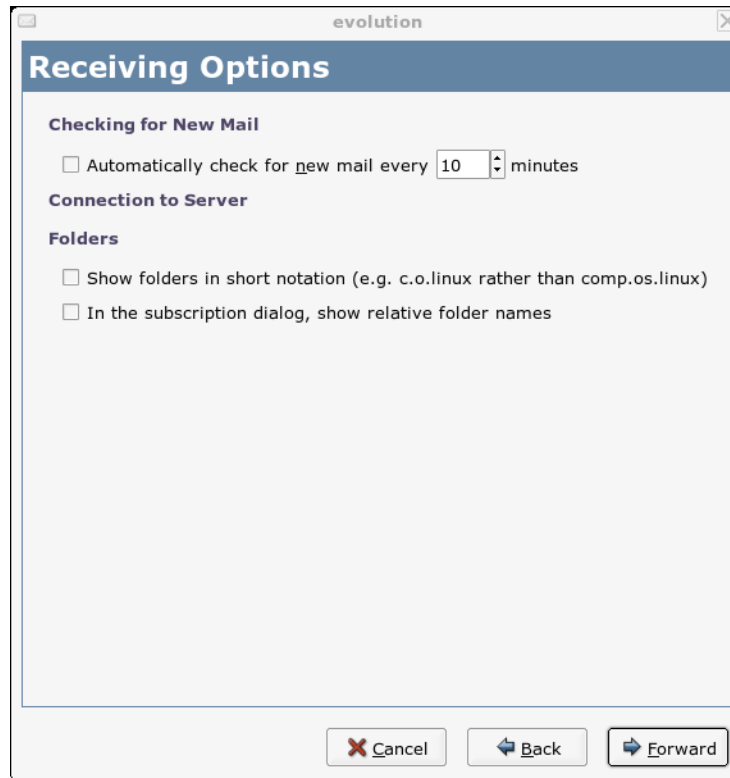 evolution
Receiving Options
Checking for New Mail
Automatically check for new mail every 10 minutes
Connection to Server
Folders
Show folders in short notation (e.g. c.o.linux rather than comp.os.linux)
In the subscription dialog, show relative folder names
Cancel Back Forward